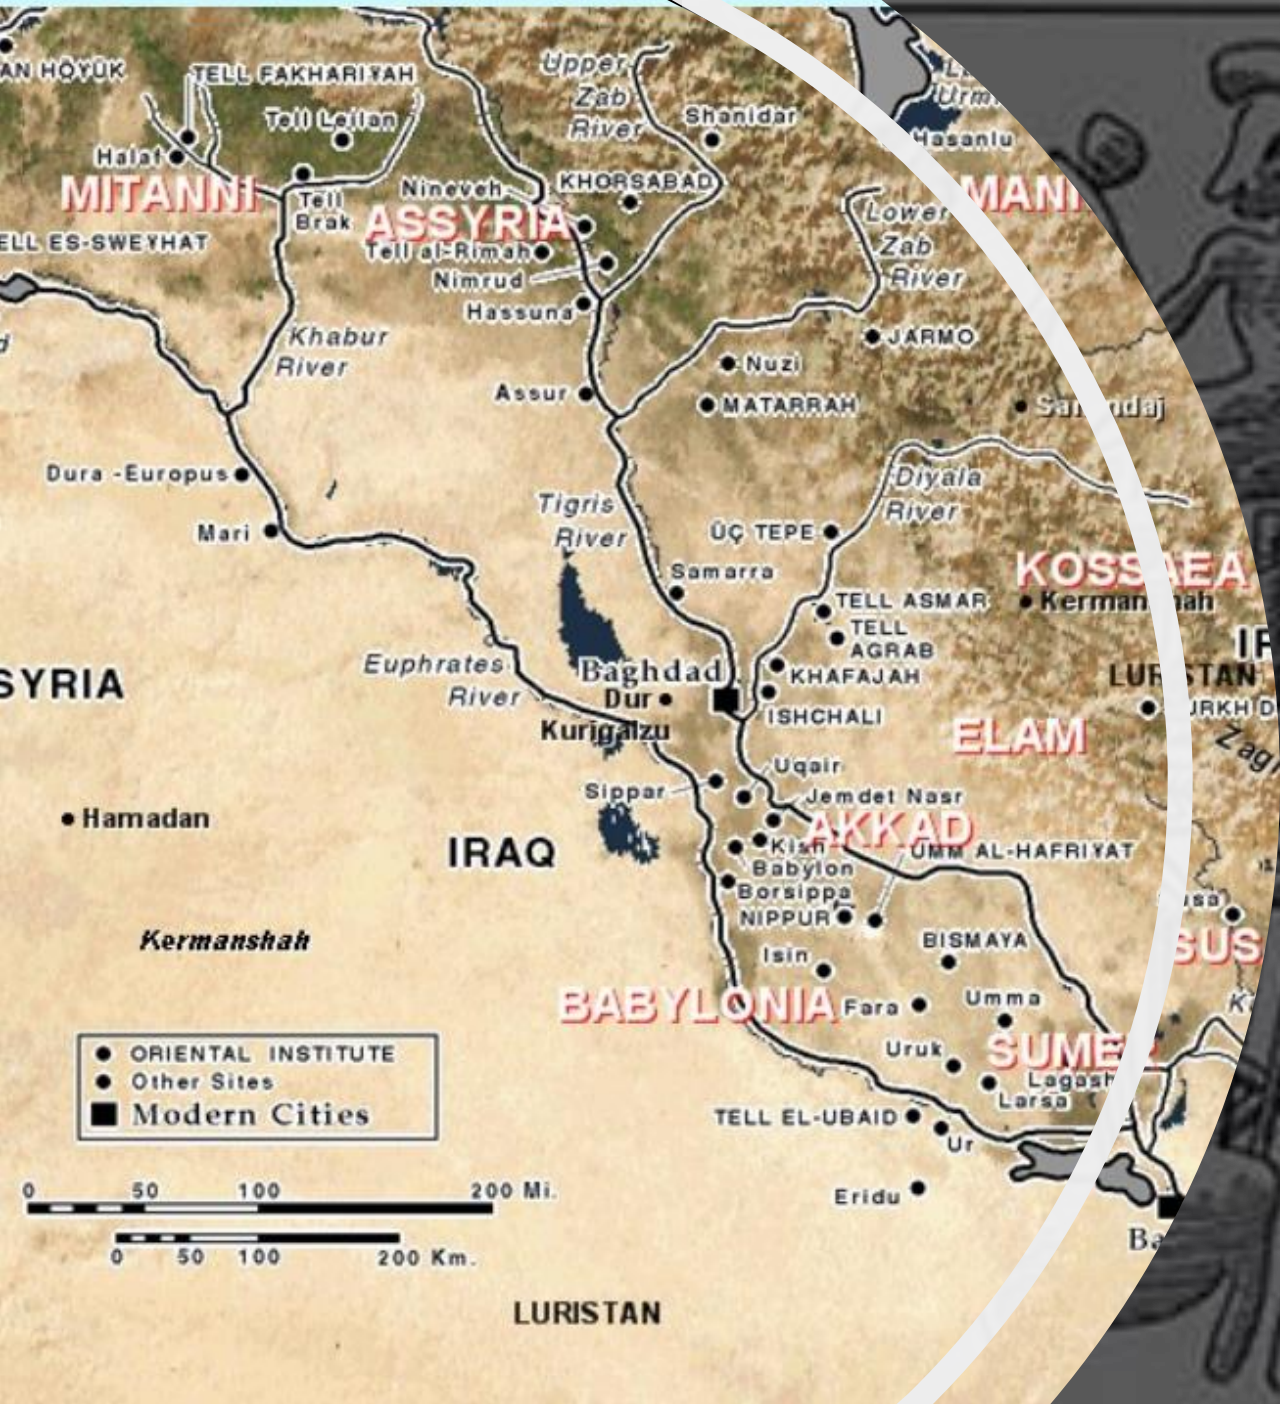 AN HÖYÜK
TELL FAKHARIYAH
Tell Leilan
Halaf
MITANNI
Tell
Brak
ELL ES-SWEYHAT
Upper
Zab
River
Shanidar
Urm
Hasanlu
Nineveh
KHORSABAD
MANI
ASSYRIA
Tell al-Rimah
Nimrud
Hassuna
Lower
Zab
River
Khabur
River
JARMO
Nuzi
Assur
MATARRAH
Dura -Europus
Mari
Tigris
River
Diyala
River
ÜÇ TEPE
Samarra
KOSSAEA
TELL ASMAR
TELL
AGRAB
Euphrates
River
Baghdad
Dur
Kurigalzu
KHAFAJAH
ISHCHALI
SYRIA
ELAM
Uqair
Sippar
Jemdet Nasr
Hamadan
IRAQ
AKKAD
Kish
UMM AL-HAFRIYAT
Babylon
Borsippa
NIPPUR
Kermanshah
BISMAYA
Isin
SUS
BABYLONIA
Fara
Umma
Uruk
SUMER
Lagash
Larsa
TELL EL-UBAID
Ur
Eridu
Ba
ORIENTAL INSTITUTE
Other Sites
Modern Cities
0 50 100 200 Mi.
0 50 100 200 Km.
LURISTAN